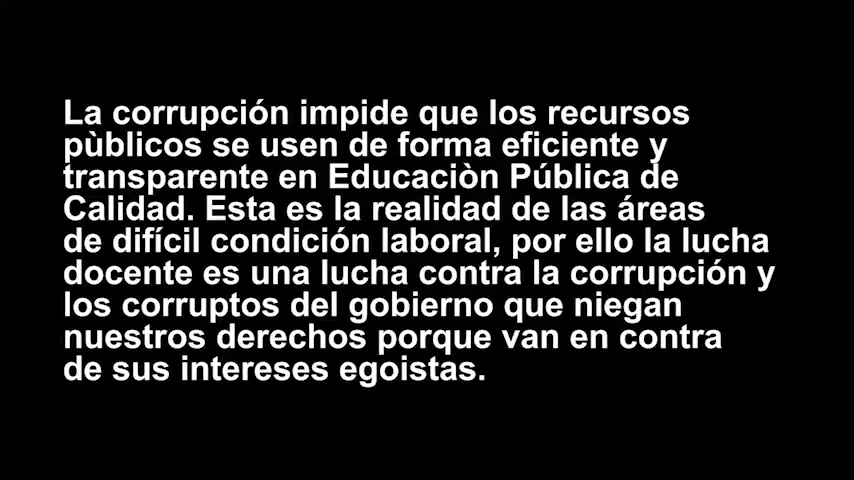 La corrupción impide que los recursos
pùblicos se usen de forma eficiente y
transparente en Educaciòn Pública de
Calidad. Esta es la realidad de las áreas
de difícil condición laboral, por ello la lucha
docente es una lucha contra la corrupción y
los corruptos del gobierno que niegan
nuestros derechos porque van en contra
de sus intereses egoistas.